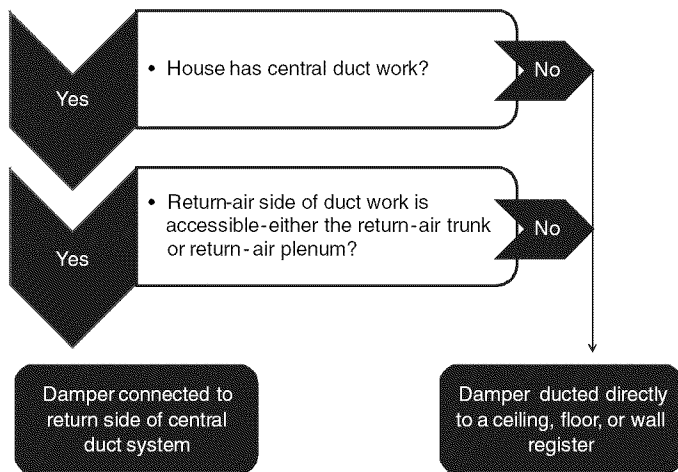 Yes
• House has central duct work?
No
Yes
• Return-air side of duct work is
accessible-either the return-air trunk
or return-air plenum?
No
Damper connected to
return side of central
duct system
Damper ducted directly
to a ceiling, floor, or wall
register